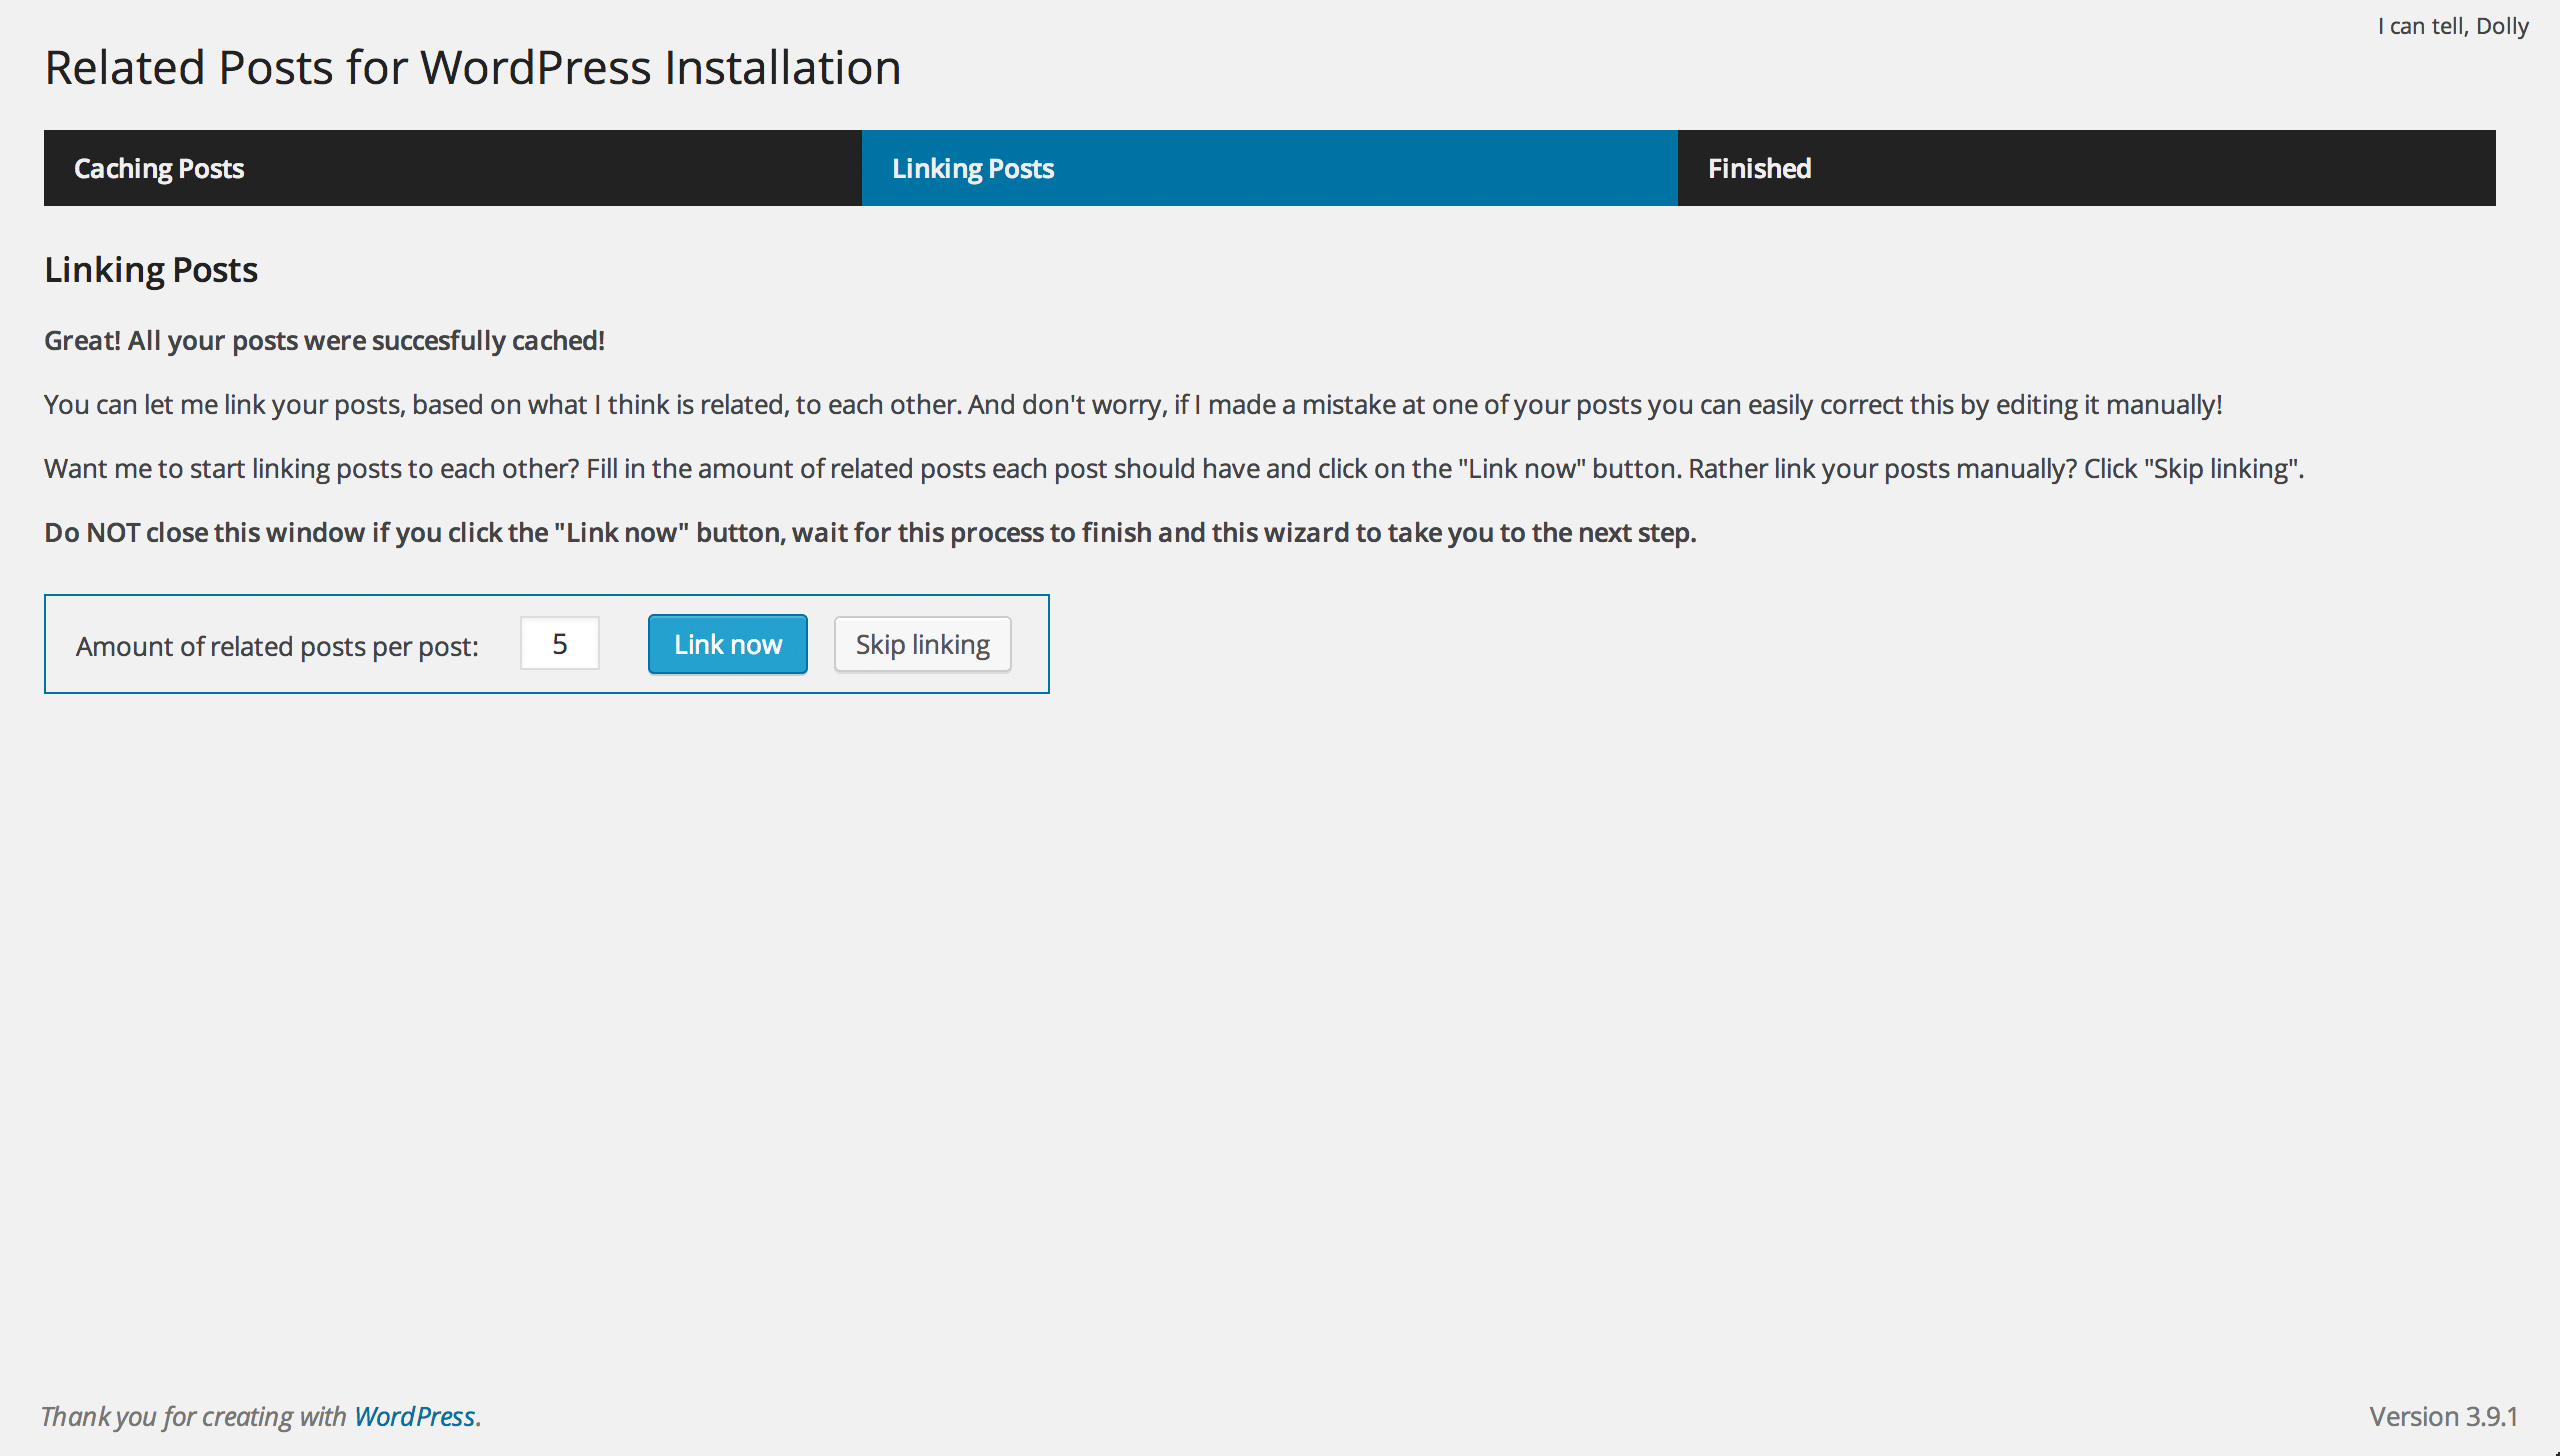 I can tell, Dolly
Related Posts for WordPress Installation
Caching Posts
Linking Posts
Finished
Linking Posts
Great! All your posts were succesfully cached!
You can let me link your posts, based on what I think is related, to each other. And don't worry, if I made a mistake at one of your posts you can easily correct this by editing it manually!
Want me to start linking posts to each other? Fill in the amount of related posts each post should have and click on the "Link now" button. Rather link your posts manually? Click "Skip linking".
Do NOT close this window if you click the "Link now" button, wait for this process to finish and this wizard to take you to the next step.
Amount of related posts per post: 5 Link now Skip linking
Thank you for creating with WordPress.
Version 3.9.1